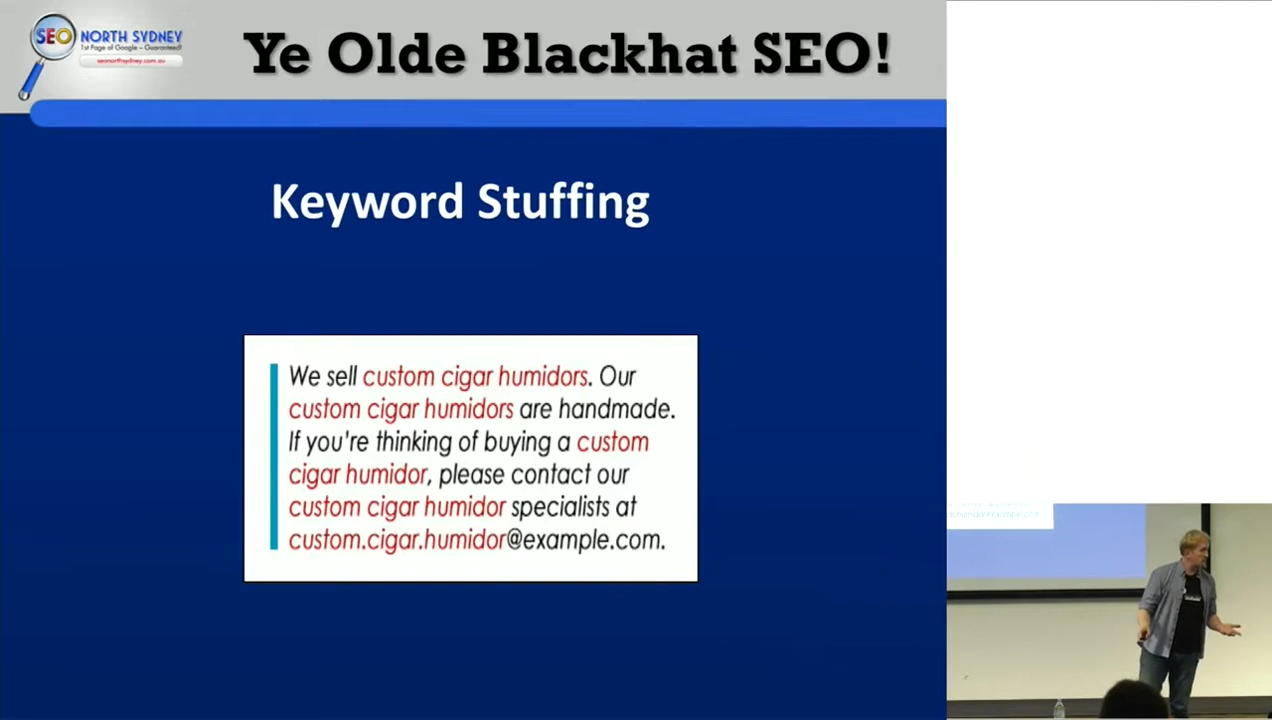 SEO NORTH SYDNEY
1st Page of Google – Guaranteed!
seonorthsydney.com.au
Ye Olde Blackhat SEO!
Keyword Stuffing
We sell custom cigar humidors. Our
custom cigar humidors are handmade.
If you're thinking of buying a custom
cigar humidor, please contact our
custom cigar humidor specialists at
custom.cigar.humidor@example.com.